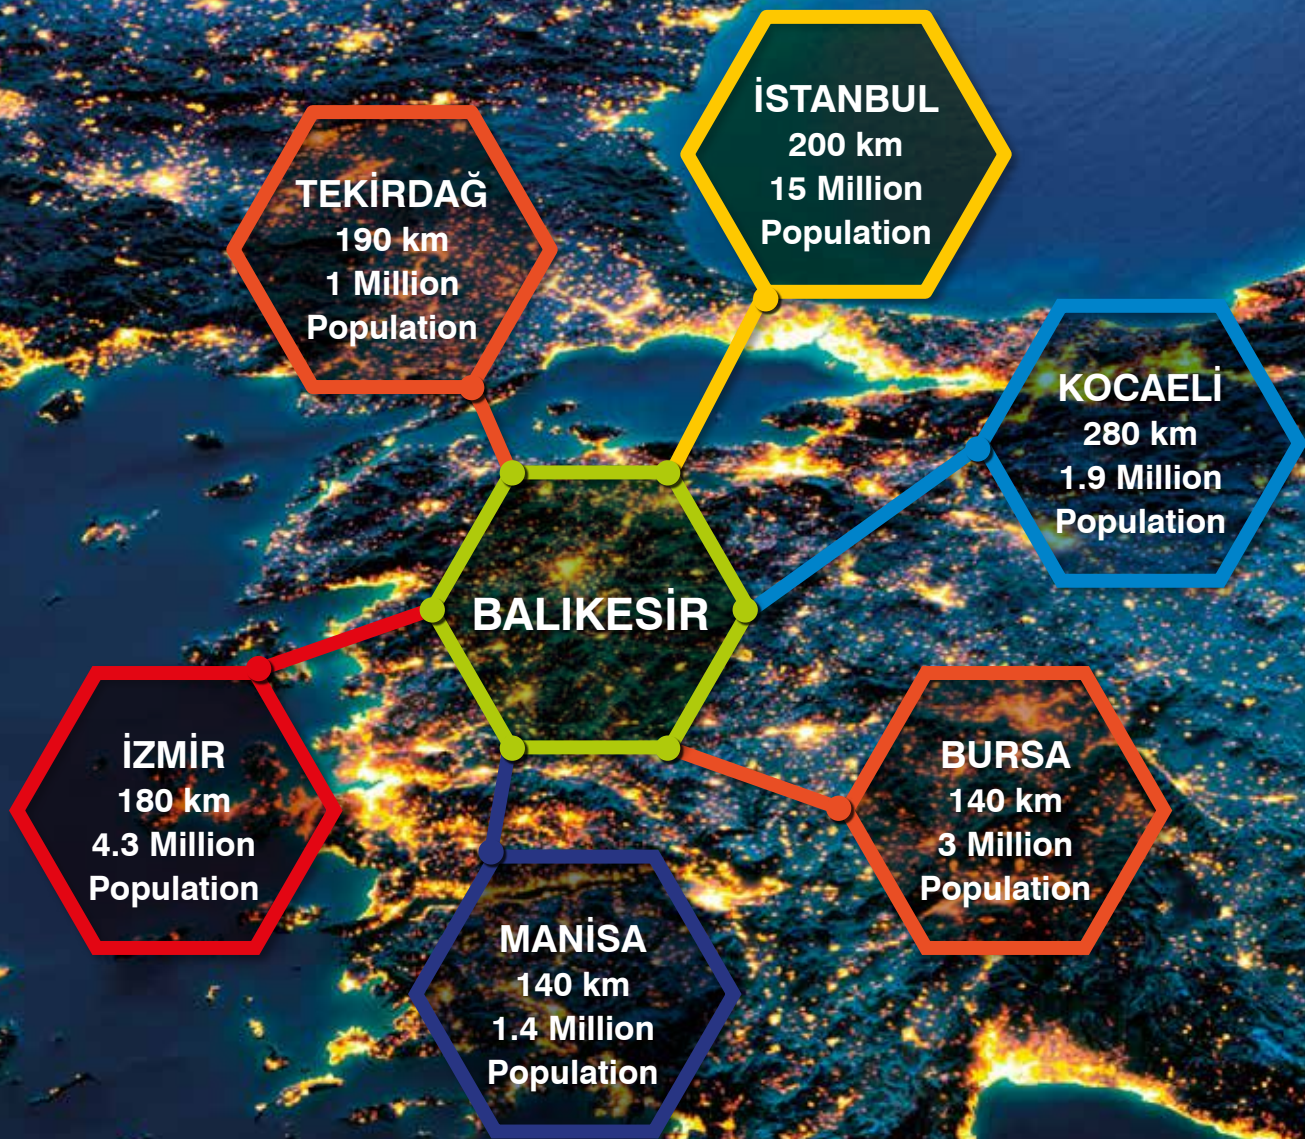 İSTANBUL
200 km
15 Million
Population
TEKİRDAĞ
190 km
1 Million
Population
KOCAELİ
280 km
1.9 Million
Population
BALIKESİR
İZMİR
180 km
4.3 Million
Population
BURSA
140 km
3 Million
Population
MANİSA
140 km
1.4 Million
Population